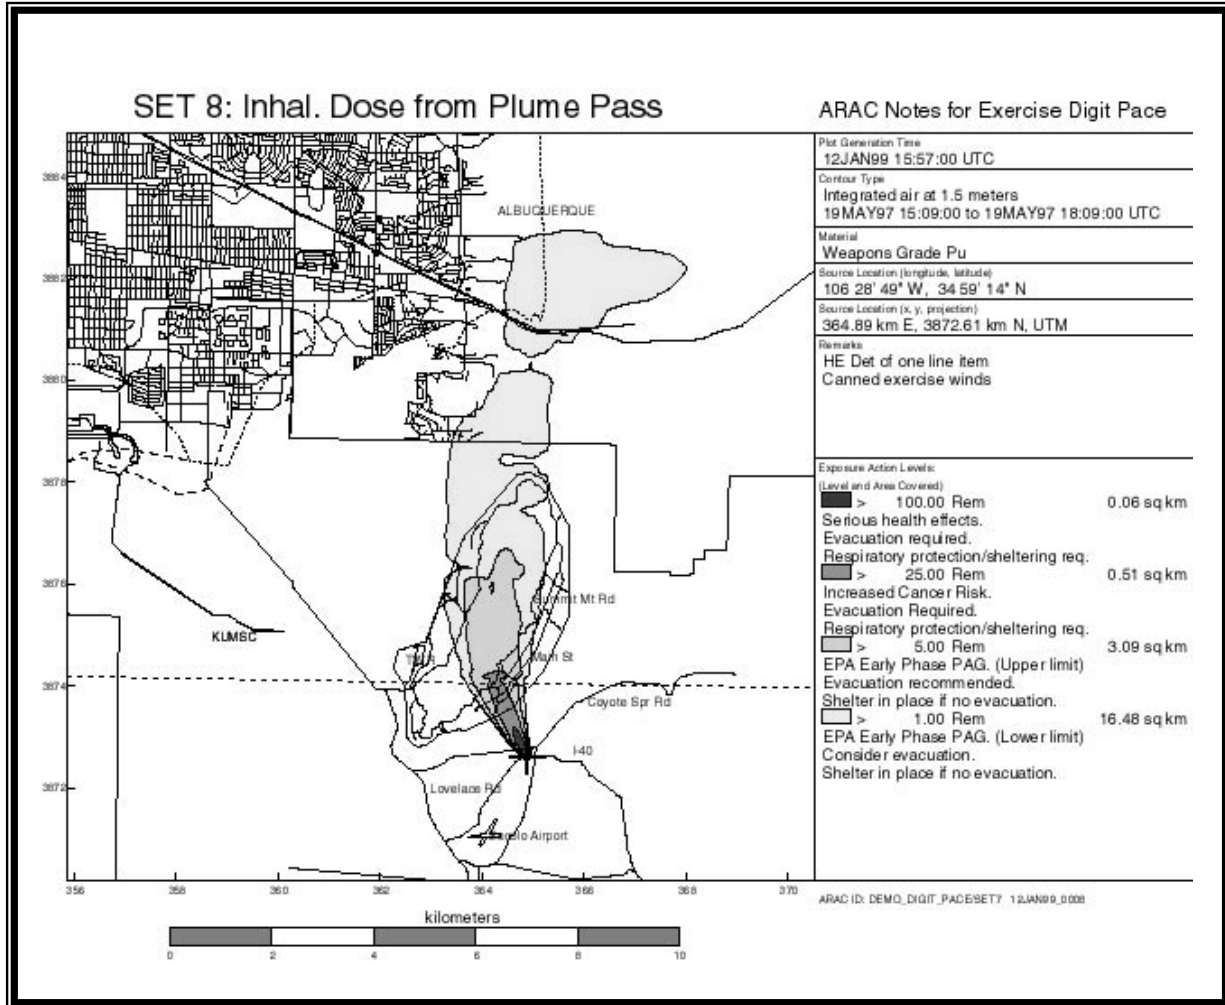 SET 8: Inhal. Dose from Plume Pass
ARAC Notes for Exercise Digit Pace
Plot Generation Time
12JAN99 15:57:00 UTC
Contour Type
Integrated air at 1.5 meters
19MAY97 15:09:00 to 19MAY97 18:09:00 UTC
Material
Weapons Grade Pu
Source Location (longitude, latitude)
106 28' 49" W, 34 59' 14" N
Source Location (x, y, projection)
364.89 km E, 3872.61 km N, UTM
Remarks
HE Det of one line item
Canned exercise winds
Exposure Action Levels:
(Level and Area Covered)
> 100.00 Rem 0.06 sq km
Serious health effects.
Evacuation required.
Respiratory protection/sheltering req.
> 25.00 Rem 0.51 sq km
Increased Cancer Risk.
Evacuation Required.
Respiratory protection/sheltering req.
> 5.00 Rem 3.09 sq km
EPA Early Phase PAG. (Upper limit)
Evacuation recommended.
Shelter in place if no evacuation.
> 1.00 Rem 16.48 sq km
EPA Early Phase PAG. (Lower limit)
Consider evacuation.
Shelter in place if no evacuation.
ARAC ID: DEMO_DIGIT_PACE/SET7 12JAN99_0008
3884
ALBUQUERQUE
3882
3880
3878
3876
Summit Mt Rd
KUMSC
Main St
3874
Coyote Spr Rd
I-40
3872
Lovelace Rd
Airport
356 358 360 362 364 366 368 370
kilometers
0 2 4 6 8 10